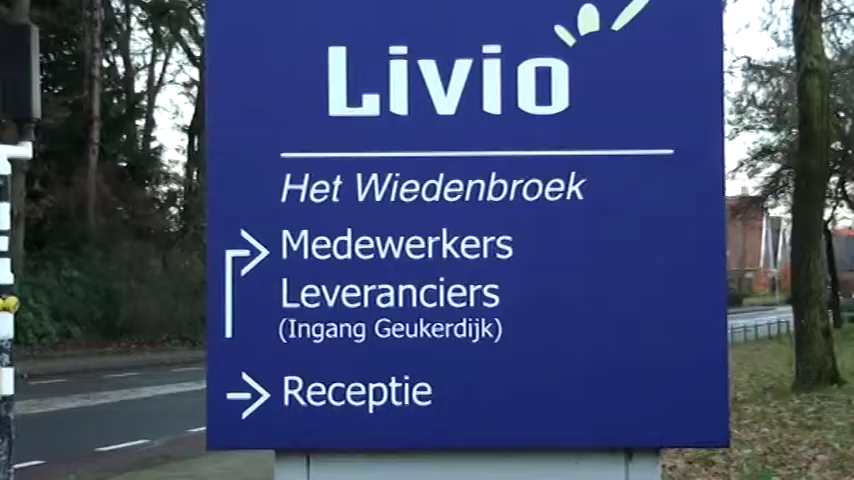 Livio
Het Wiedenbroek
Medewerkers
Leveranciers
(Ingang Geukerdijk)
Receptie